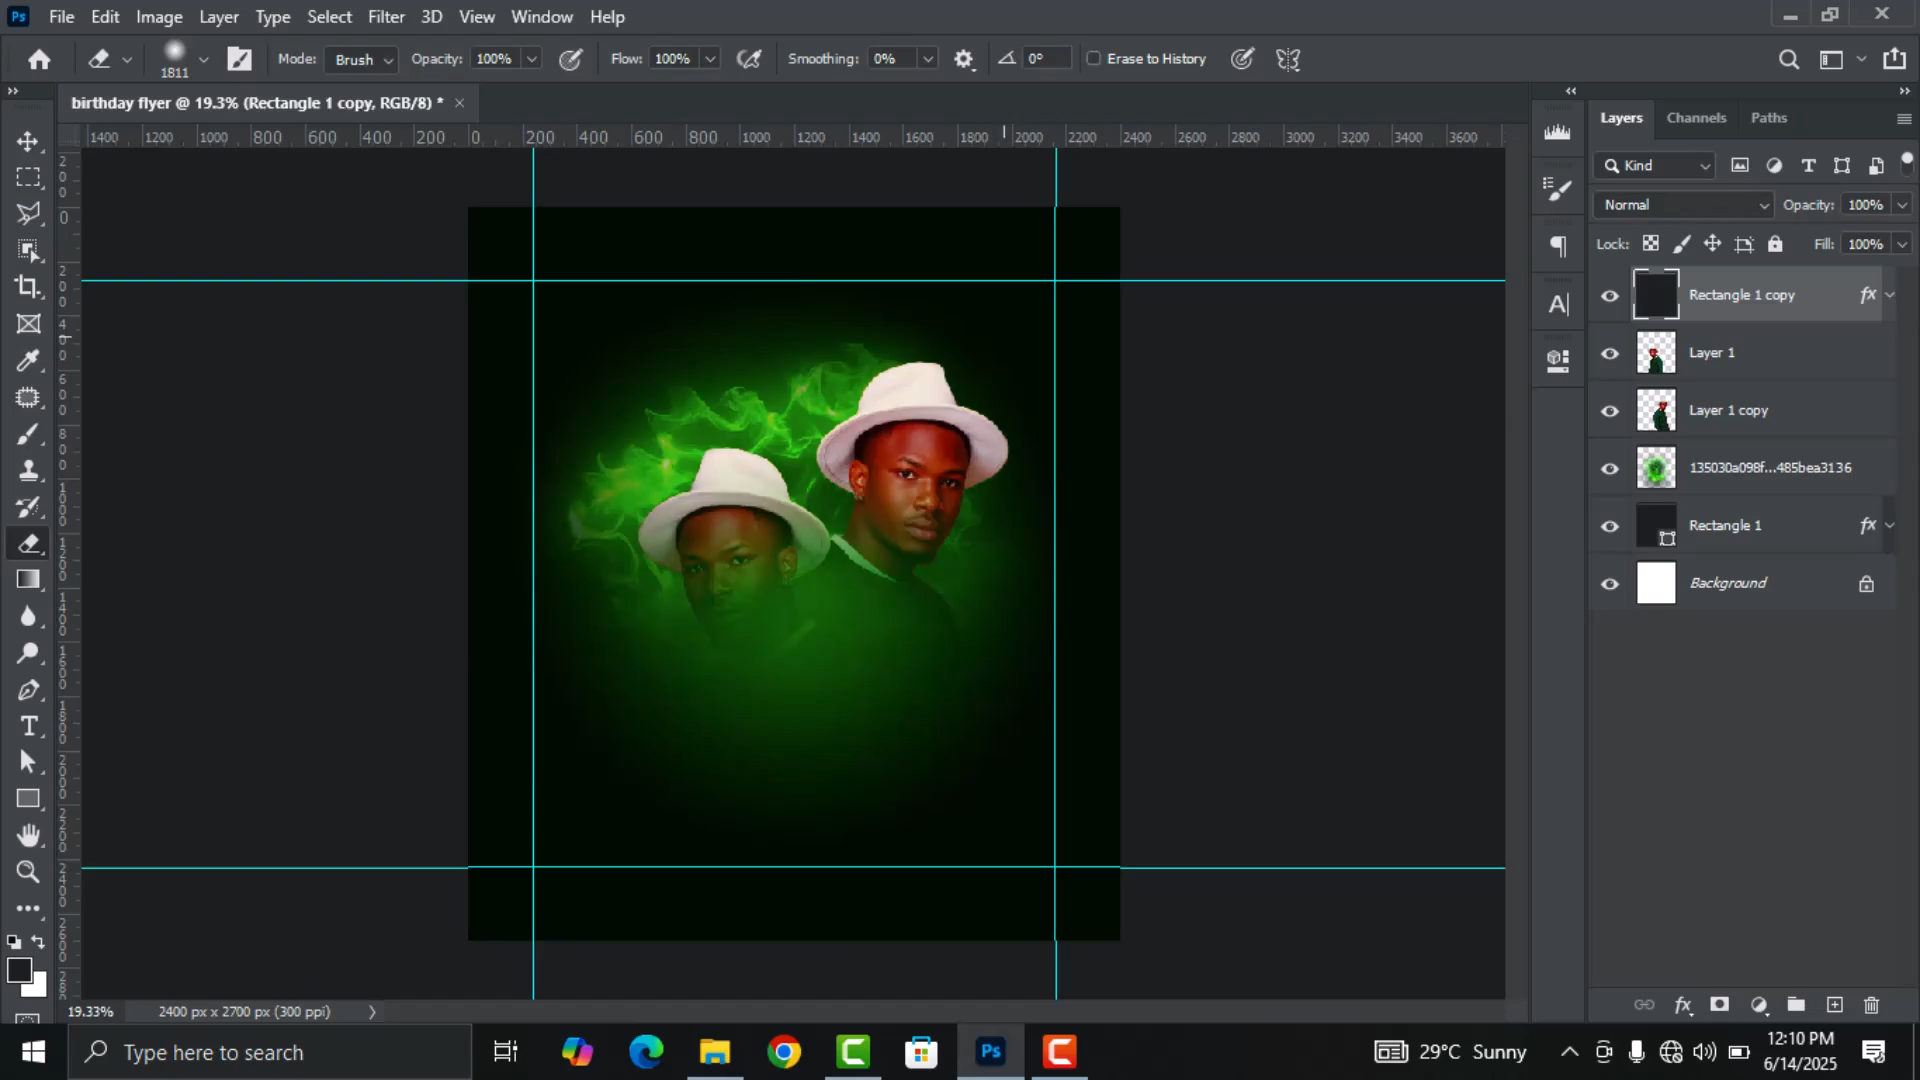 Ps File Edit Image Layer Type Select Filter 3D View Window Help
1811 Mode: Brush Opacity: 100% Flow: 100% Smoothing: 0% 0° Erase to History
birthday flyer @ 19.3% (Rectangle 1 copy, RGB/8) *
1400 1200 1000 800 600 400 200 0 200 400 600 800 1000 1200 1400 1600 1800 2000 2200 2400 2600 2800 3000 3200 3400 3600
Layers Channels Paths
Kind
Normal Opacity: 100%
Lock: Fill: 100%
Rectangle 1 copy fx
Layer 1
Layer 1 copy
135030a098f...485bea3136
Rectangle 1 fx
Background
19.33% 2400 px x 2700 px (300 ppi)
fx
Type here to search
Ps
29°C Sunny
12:10 PM
6/14/2025